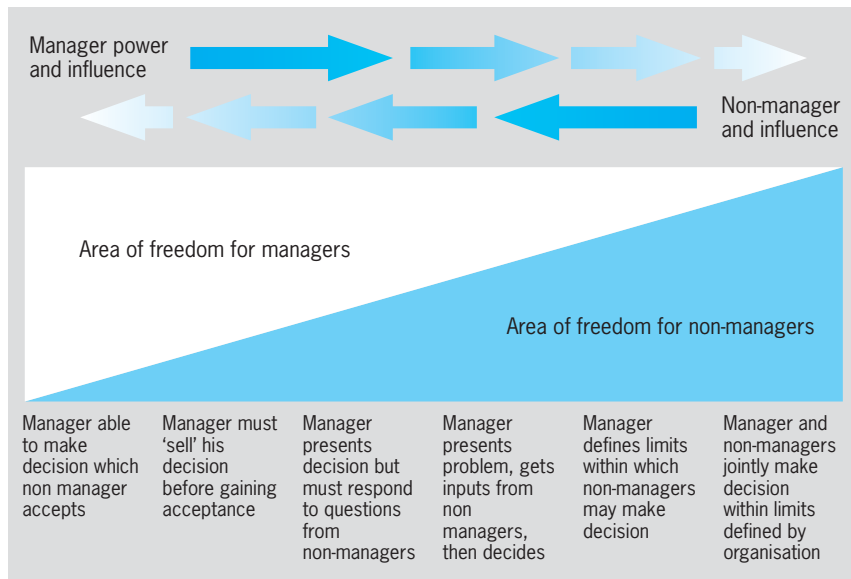 Manager power
and influence
Non-manager
and influence
Area of freedom for managers
Area of freedom for non-managers
Manager able
to make
decision which
non manager
accepts
Manager must
‘sell’ his
decision
before gaining
acceptance
Manager
presents
decision but
must respond
to questions
from
non-managers
Manager
presents
problem, gets
inputs from
non
managers,
then decides
Manager
defines limits
within which
non-managers
may make
decision
Manager and
non-managers
jointly make
decision
within limits
defined by
organisation